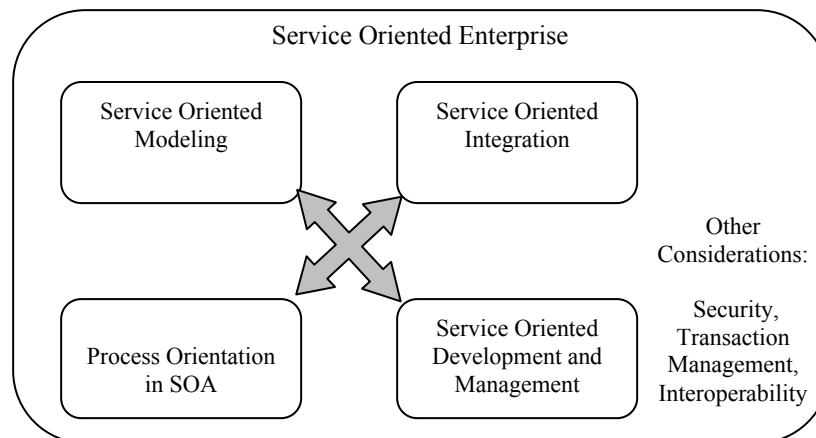 Service Oriented Enterprise
Service Oriented
Modeling
Service Oriented
Integration
Process Orientation
in SOA
Service Oriented
Development and
Management
Other
Considerations:
Security,
Transaction
Management,
Interoperability